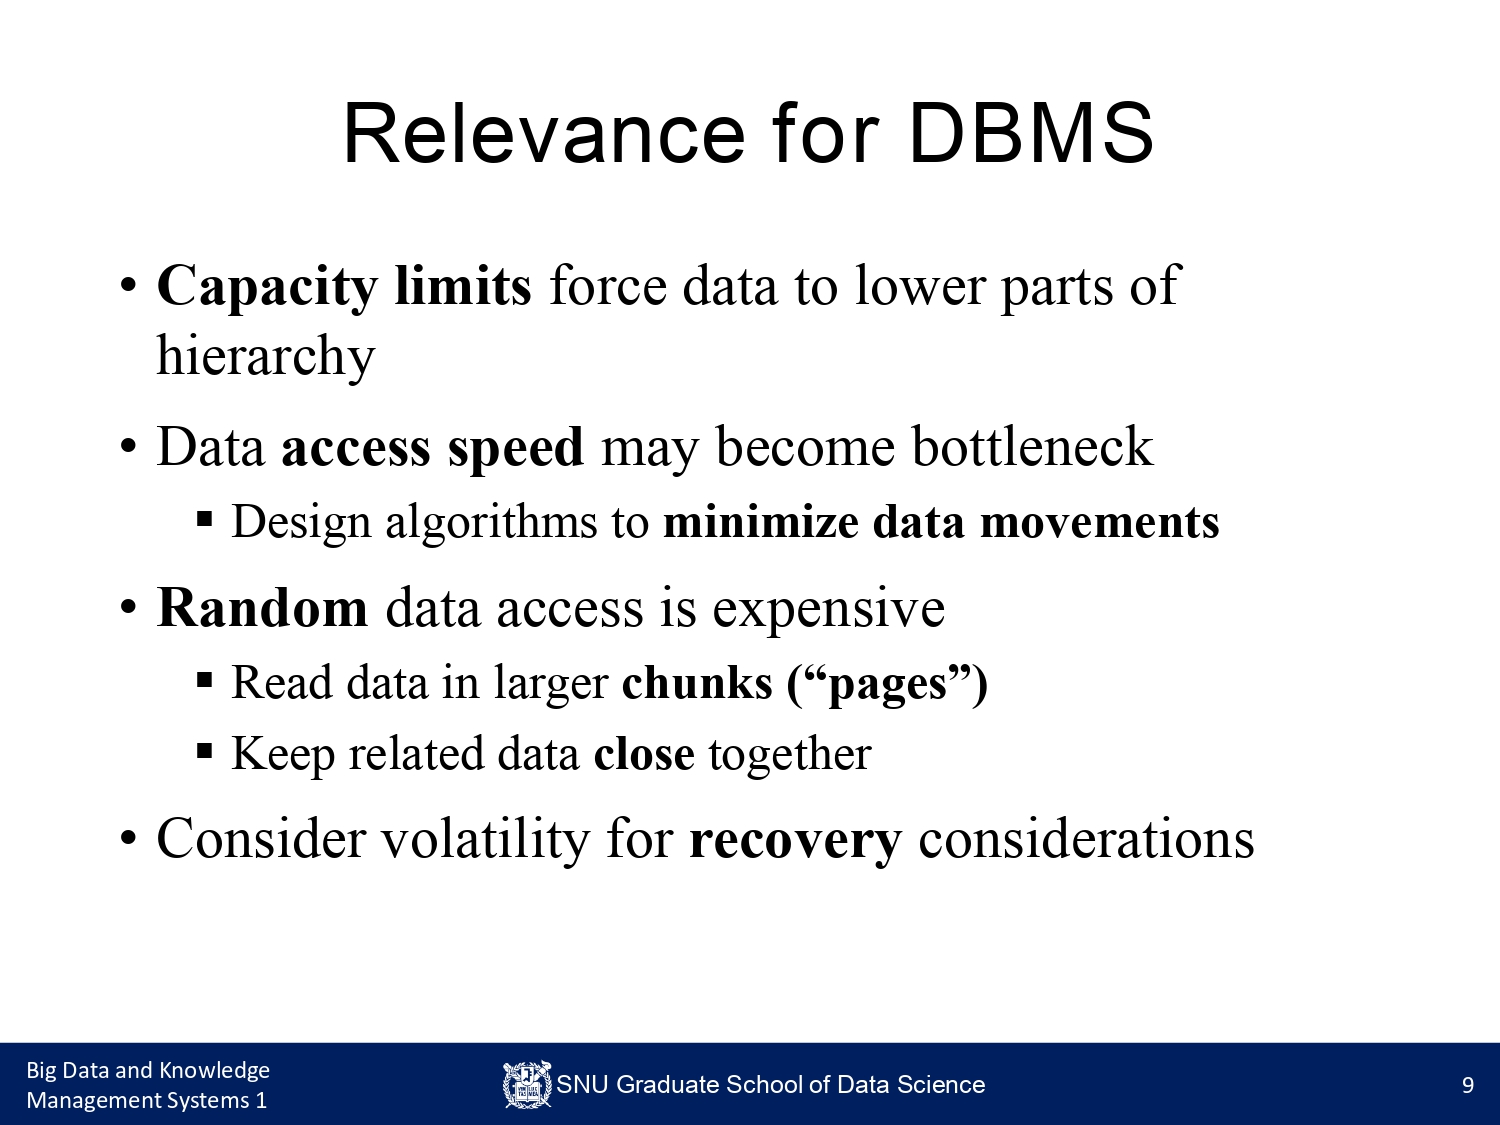 Relevance for DBMS
• Capacity limits force data to lower parts of
hierarchy
• Data access speed may become bottleneck
▪ Design algorithms to minimize data movements
• Random data access is expensive
▪ Read data in larger chunks (“pages”)
▪ Keep related data close together
• Consider volatility for recovery considerations
Big Data and Knowledge
Management Systems 1
SNU Graduate School of Data Science
9